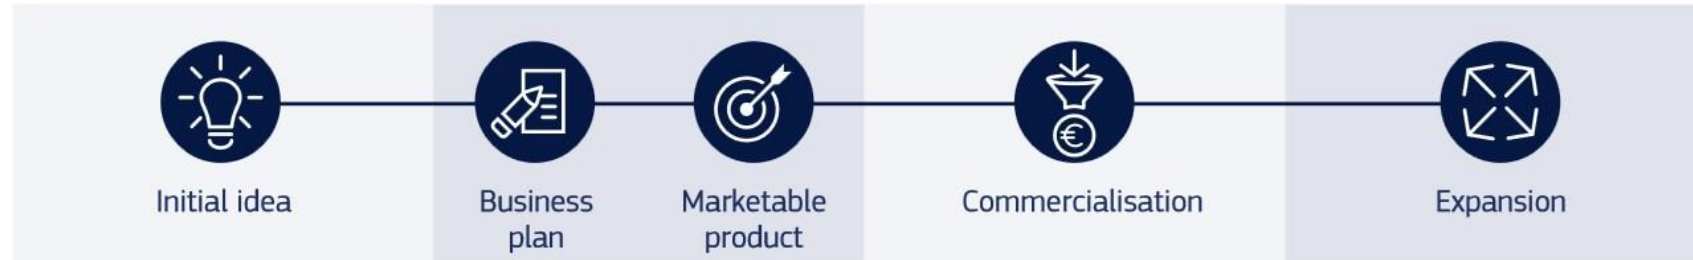 Initial idea
Business
plan
Marketable
product
Commercialisation
Expansion
€